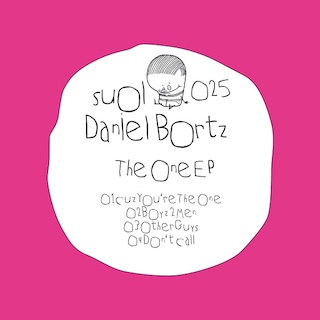 suol 025
Daniel Bortz
The One EP
01 Cuz You're The One
02 Boyz 2 Men
03 Other Guys
04 Don't Call